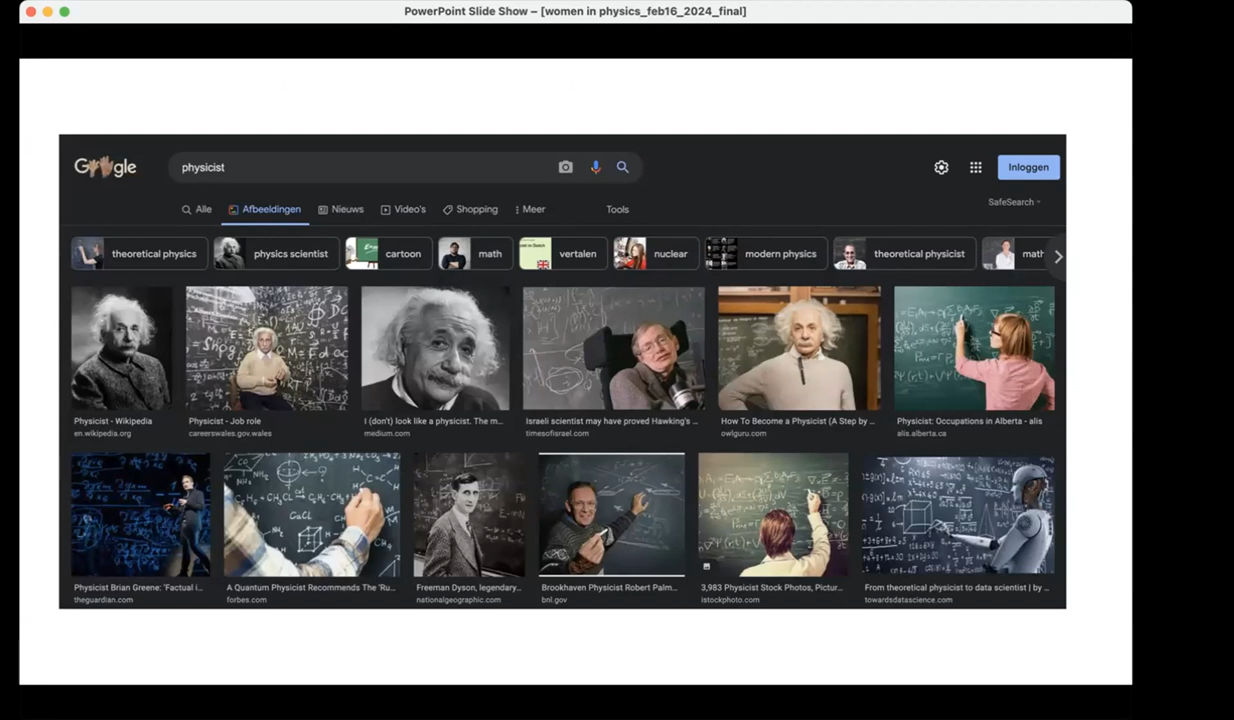 PowerPoint Slide Show – [women in physics_feb16_2024_final]
Google
physicist
Inloggen
Alle
Afbeeldingen
Nieuws
Video's
Shopping
Meer
Tools
SafeSearch
theoretical physics
physics scientist
cartoon
math
vertalen
nuclear
modern physics
theoretical physicist
math
Physicist - Wikipedia
en.wikipedia.org
Physicist - Job role
careerswales.gov.wales
I (don't) look like a physicist. The m...
medium.com
Israeli scientist may have proved Hawking's ...
timesofisrael.com
How To Become a Physicist (A Step by ...
owlguru.com
Physicist: Occupations in Alberta - alis
alis.alberta.ca
Physicist Brian Greene: 'Factual i...
theguardian.com
A Quantum Physicist Recommends The 'Ru...
forbes.com
Freeman Dyson, legendary...
nationalgeographic.com
Brookhaven Physicist Robert Palm...
bnl.gov
3,983 Physicist Stock Photos, Pictur...
istockphoto.com
From theoretical physicist to data scientist | by ...
towardsdatascience.com